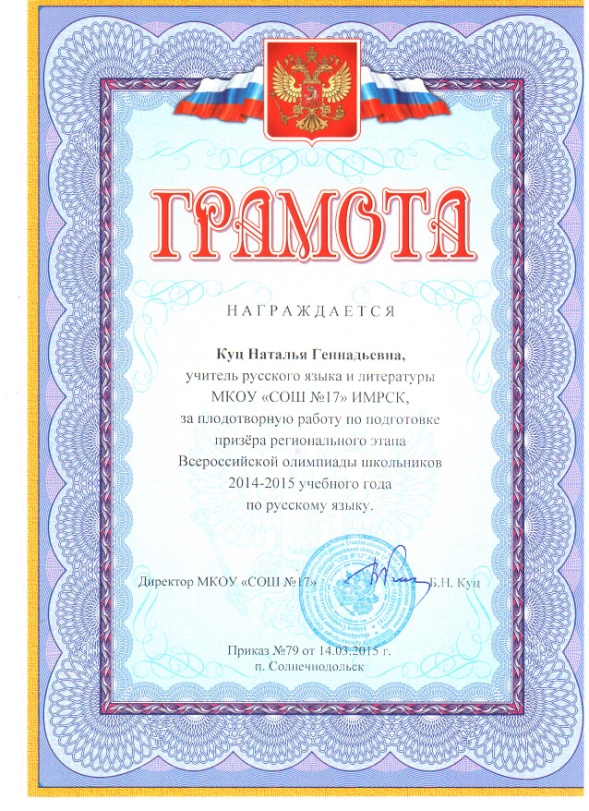 ГРАМОТА
НАГРАЖДАЕТСЯ
Куц Наталья Геннадьевна,
учитель русского языка и литературы
МКОУ «СОШ №17» ИМРСК,
за плодотворную работу по подготовке
призёра регионального этапа
Всероссийской олимпиады школьников
2014-2015 учебного года
по русскому языку.
Директор МКОУ «СОШ №17» Б.Н. Куц
Приказ №79 от 14.03.2015 г
п. Солнечнодольск